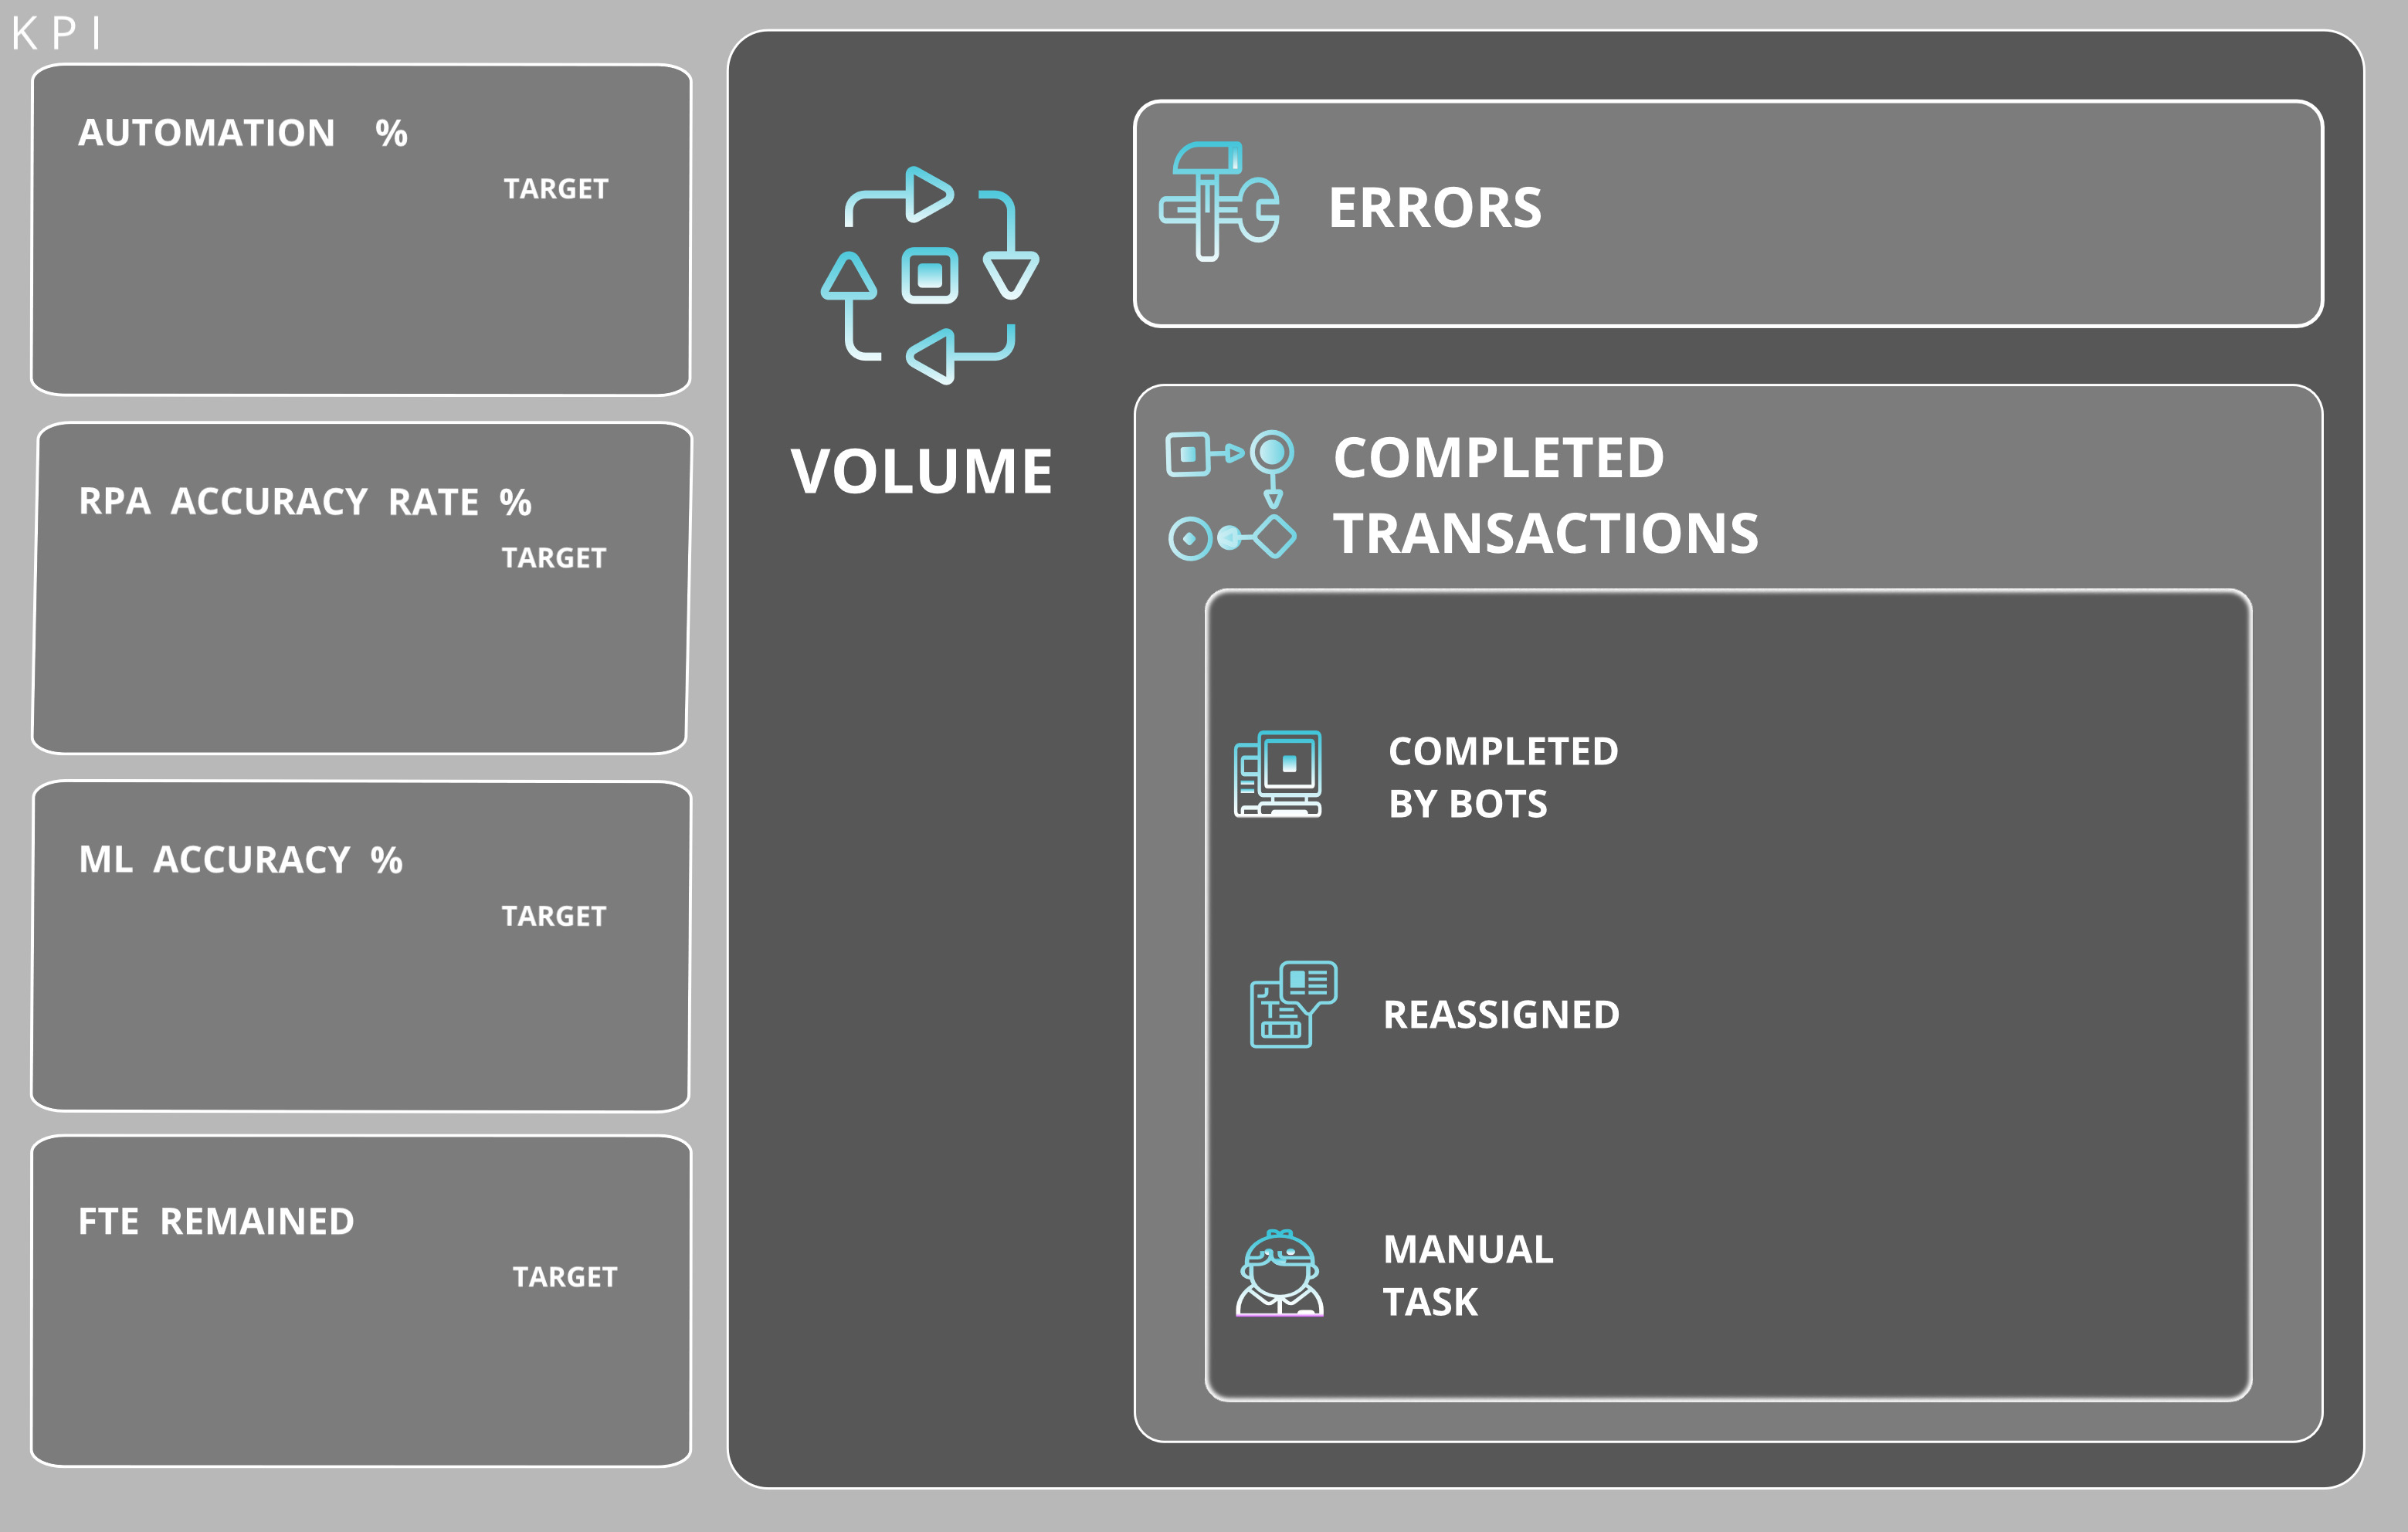 KPI
AUTOMATION %
TARGET
RPA ACCURACY RATE %
TARGET
ML ACCURACY %
TARGET
FTE REMAINED
TARGET
VOLUME
ERRORS
COMPLETED
TRANSACTIONS
COMPLETED
BY BOTS
REASSIGNED
MANUAL
TASK